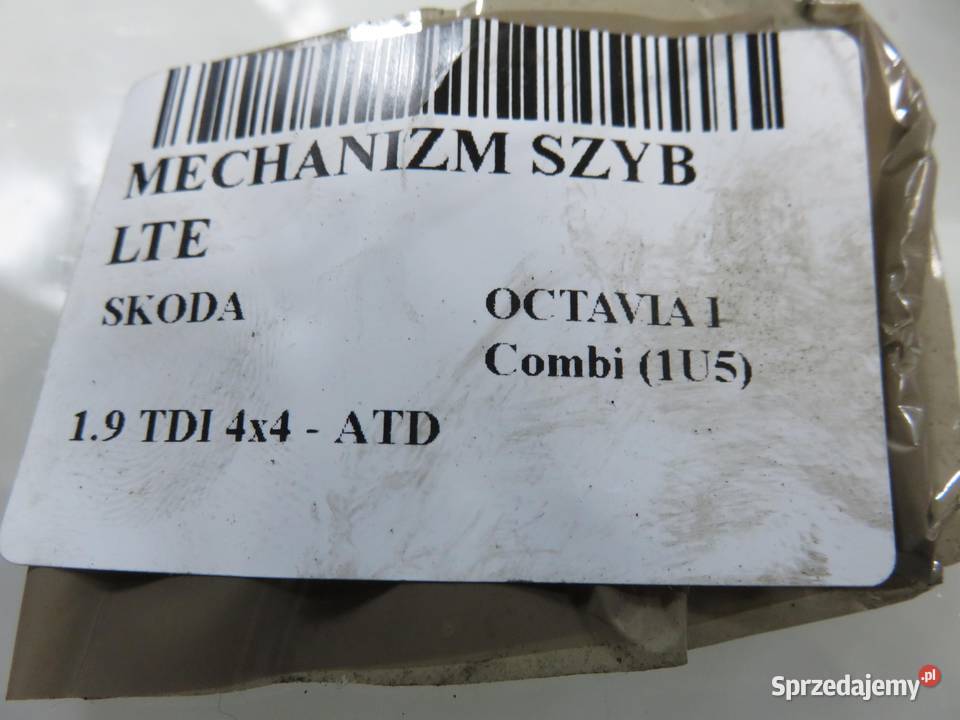 MECHANIZM SZYB
LTE
SKODA
OCTAVIA I
Combi (1U5)
1.9 TDI 4x4 - ATD
Sprzedajemy.pl